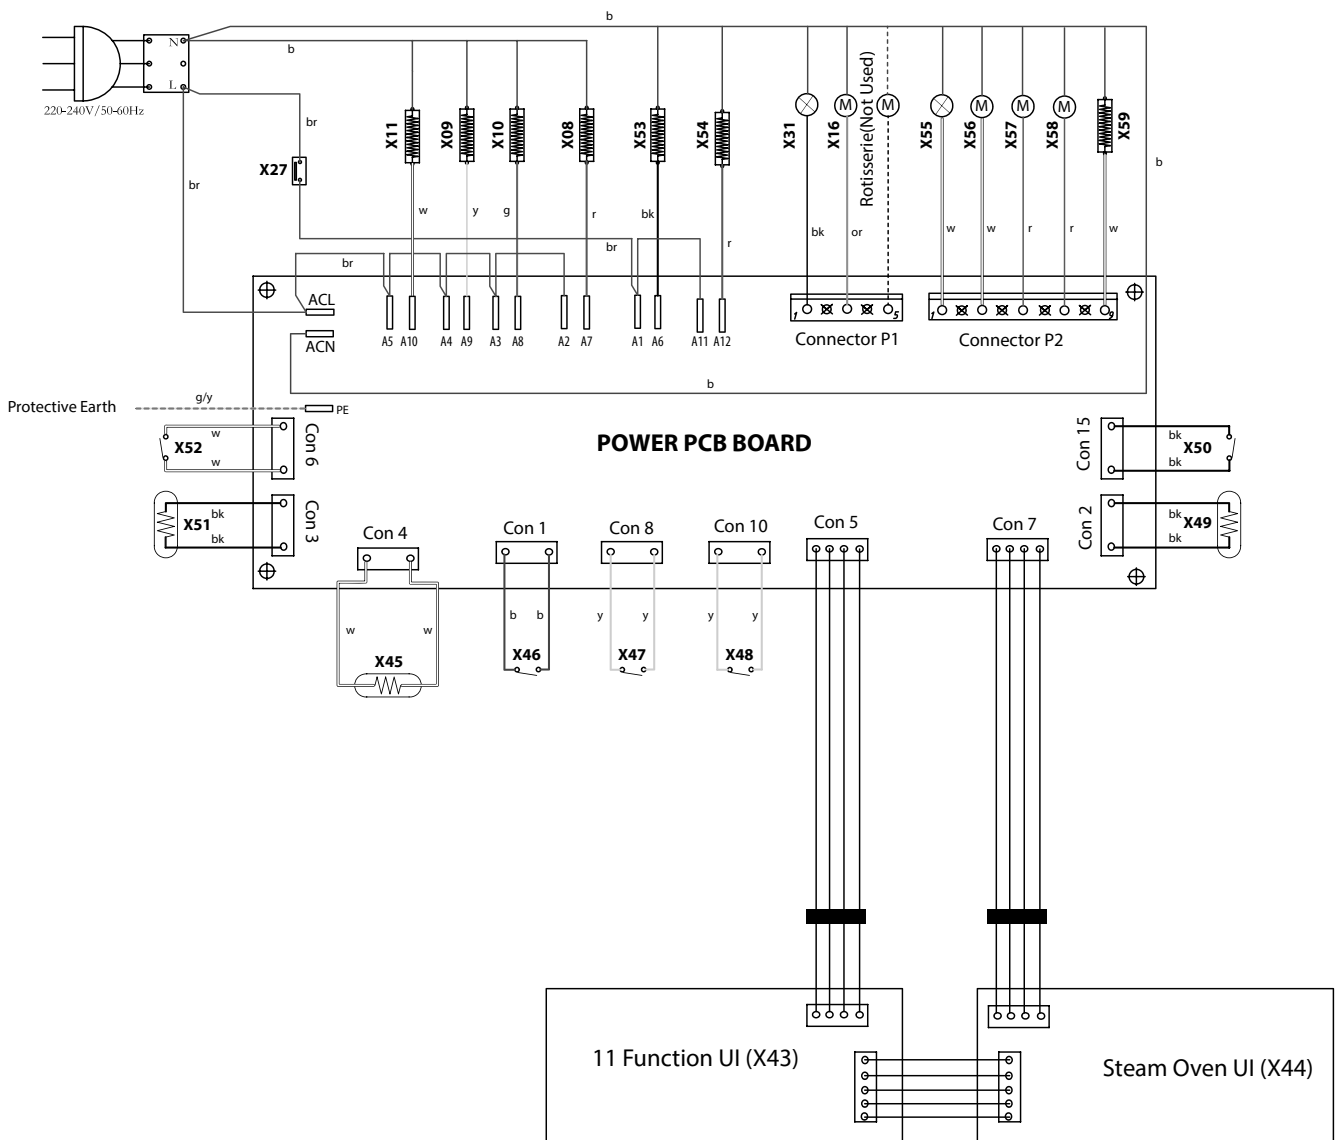 b
N
b
L
220-240V/50-60Hz
br
X27
br
X11
X09
X10
X08
X53
X54
X31
X16
Rotisserie(Not Used)
X55
X56
X57
X58
X59
b
w
y
g
r
bk
r
bk
or
w
w
r
r
w
br
br
ACL
ACN
A5
A10
A4
A9
A3
A8
A2
A7
A1
A6
A11
A12
1
5
Connector P1
1
9
Connector P2
b
Protective Earth
g/y
PE
w
X52
w
Con 6
POWER PCB BOARD
Con 15
bk
X50
bk
bk
X51
bk
Con 3
Con 2
bk
X49
bk
Con 4
Con 1
Con 8
Con 10
Con 5
Con 7
w
w
X45
b
b
X46
y
y
X47
y
y
X48
11 Function UI (X43)
Steam Oven UI (X44)